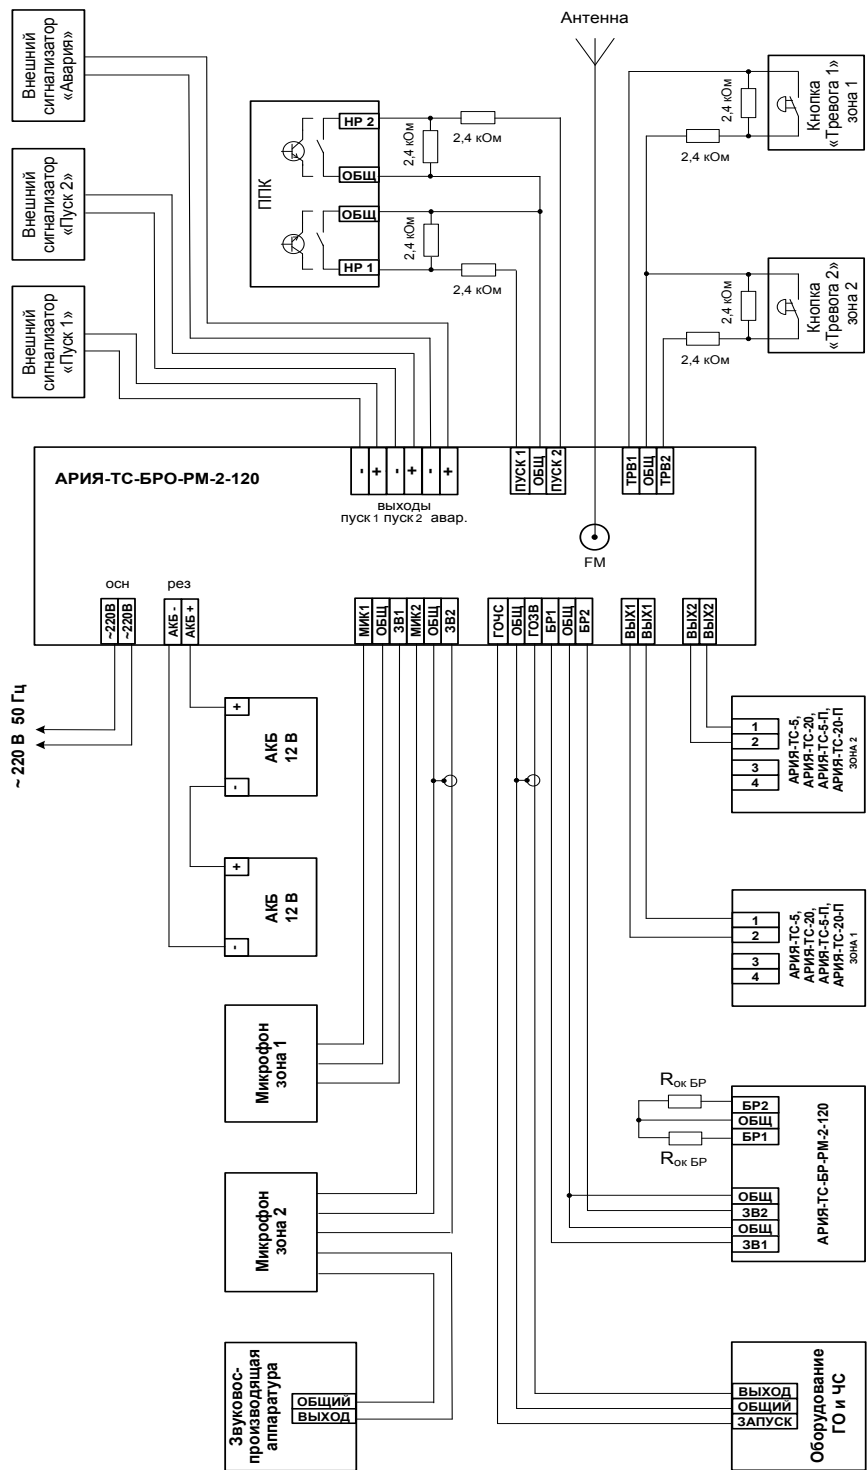 Внешний
сигнализатор
«Авария»
Внешний
сигнализатор
«Пуск 2»
Внешний
сигнализатор
«Пуск 1»
ППК
НР 2
ОБЩ
ОБЩ
НР 1
2,4 кОм
2,4 кОм
2,4 кОм
2,4 кОм
Антенна
Кнопка
«Тревога 1»
зона 1
2,4 кОм
2,4 кОм
Кнопка
«Тревога 2»
зона 2
2,4 кОм
2,4 кОм
АРИЯ-ТС-БРО-РМ-2-120
-
+
-
+
-
+
выходы
пуск 1 пуск 2 авар.
ПУСК 1
ОБЩ
ПУСК 2
FM
ТРВ1
ОБЩ
ТРВ2
осн
~220В
~220В
рез
АКБ -
АКБ +
МИК1
ОБЩ
ЗВ1
МИК2
ОБЩ
ЗВ2
ГОЧС
ОБЩ
ГОЗВ
БР1
ОБЩ
БР2
ВЫХ1
ВЫХ1
ВЫХ2
ВЫХ2
~ 220 В 50 Гц
+
-
АКБ
12 В
+
-
АКБ
12 В
1
2
3
4
АРИЯ-ТС-5,
АРИЯ-ТС-20,
АРИЯ-ТС-5-П,
АРИЯ-ТС-20-П
ЗОНА 2
1
2
3
4
АРИЯ-ТС-5,
АРИЯ-ТС-20,
АРИЯ-ТС-5-П,
АРИЯ-ТС-20-П
ЗОНА 1
Микрофон
зона 1
Rок БР
Rок БР
БР2
ОБЩ
БР1
ОБЩ
ЗВ2
ОБЩ
ЗВ1
АРИЯ-ТС-БР-РМ-2-120
Микрофон
зона 2
Звуковос-
производящая
аппаратура
ОБЩИЙ
ВЫХОД
ВЫХОД
ОБЩИЙ
ЗАПУСК
Оборудование
ГО и ЧС